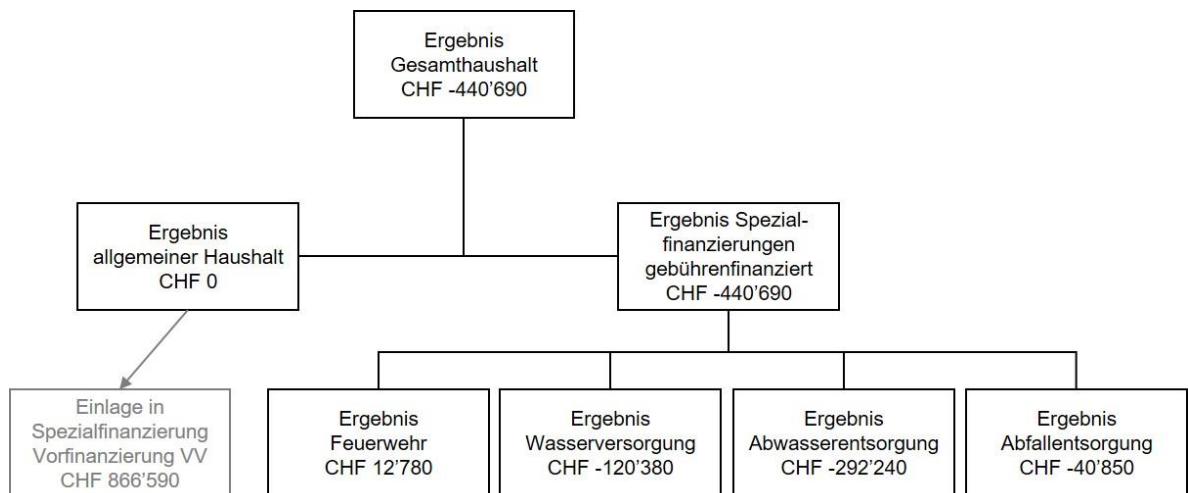 Ergebnis
Gesamthaushalt
CHF -440’690
Ergebnis
allgemeiner Haushalt
CHF 0
Ergebnis Spezial-
finanzierungen
gebührenfinanziert
CHF -440’690
Einlage in
Spezialfinanzierung
Vorfinanzierung VV
CHF 866’590
Ergebnis
Feuerwehr
CHF 12’780
Ergebnis
Wasserversorgung
CHF -120’380
Ergebnis
Abwasserentsorgung
CHF -292’240
Ergebnis
Abfallentsorgung
CHF -40’850